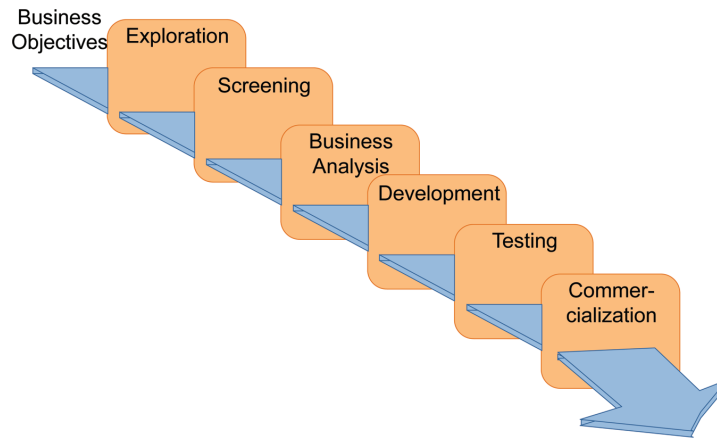 Business
Objectives
Exploration
Screening
Business
Analysis
Development
Testing
Commer-
cialization